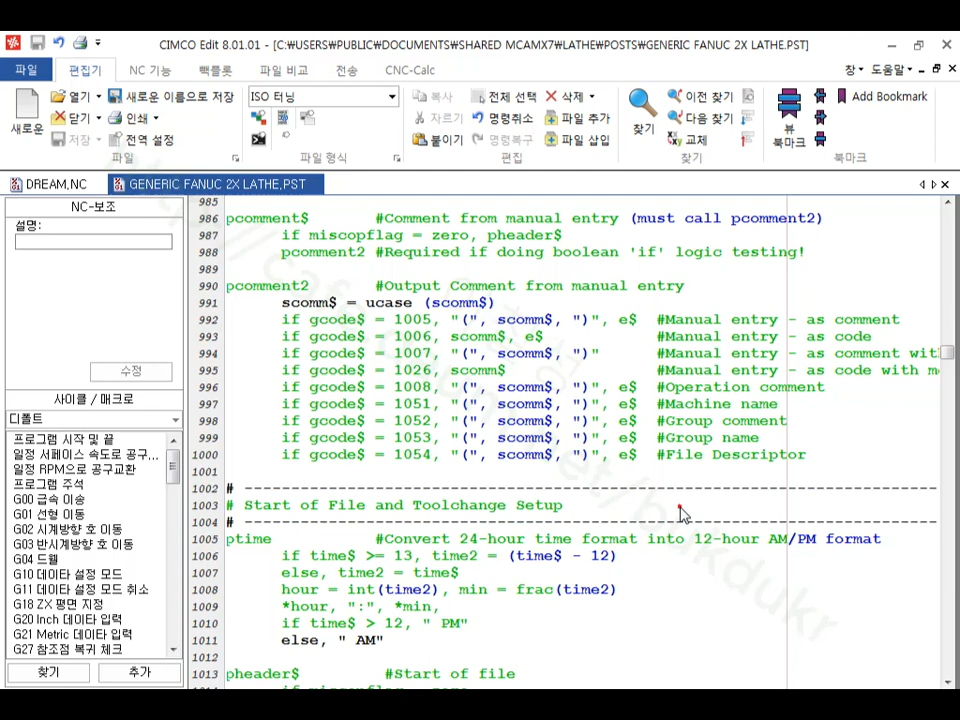 CIMCO Edit 8.01.01 - [C:₩USERS₩PUBLIC₩DOCUMENTS₩SHARED MCAMX7₩LATHE₩POSTS₩GENERIC FANUC 2X LATHE.PST]
파일 편집기 NC 기능 백플롯 파일 비교 전송 CNC-Calc 창 도움말
새로운 열기 새로운 이름으로 저장
닫기 인쇄
저장 전역 설정
파일
ISO 터닝
파일 형식
복사 전체 선택 삭제
자르기 명령취소 파일 추가
붙이기 명령복구 파일 삽입
편집
찾기 이전 찾기
다음 찾기
교체
찾기
뷰 북마크 Add Bookmark
북마크
DREAM.NC GENERIC FANUC 2X LATHE.PST
NC-보조
설명:
수정
사이클 / 매크로
디폴트
프로그램 시작 및 끝
일정 서페이스 속도로 공구...
일정 RPM으로 공구교환
프로그램 주석
G00 급속 이송
G01 선형 이동
G02 시계방향 호 이동
G03 반시계방향 호 이동
G04 드웰
G10 데이타 설정 모드
G11 데이타 설정 모드 취소
G18 ZX 평면 지정
G20 Inch 데이타 입력
G21 Metric 데이타 입력
G27 참조점 복귀 체크
찾기 추가
985
986 pcomment$ #Comment from manual entry (must call pcomment2)
987 if miscopflag = zero, pheader$
988 pcomment2 #Required if doing boolean 'if' logic testing!
989
990 pcomment2 #Output Comment from manual entry
991 scomm$ = ucase (scomm$)
992 if gcode$ = 1005, "(", scomm$, ")", e$ #Manual entry - as comment
993 if gcode$ = 1006, scomm$, e$ #Manual entry - as code
994 if gcode$ = 1007, "(", scomm$, ")" #Manual entry - as comment wit
995 if gcode$ = 1026, scomm$ #Manual entry - as code with m
996 if gcode$ = 1008, "(", scomm$, ")", e$ #Operation comment
997 if gcode$ = 1051, "(", scomm$, ")", e$ #Machine name
998 if gcode$ = 1052, "(", scomm$, ")", e$ #Group comment
999 if gcode$ = 1053, "(", scomm$, ")", e$ #Group name
1000 if gcode$ = 1054, "(", scomm$, ")", e$ #File Descriptor
1001
1002 # --------------------------------------------------------------------------
1003 # Start of File and Toolchange Setup
1004 # --------------------------------------------------------------------------
1005 ptime #Convert 24-hour time format into 12-hour AM/PM format
1006 if time$ >= 13, time2 = (time$ - 12)
1007 else, time2 = time$
1008 hour = int(time2), min = frac(time2)
1009 *hour, ":", *min,
1010 if time$ > 12, " PM"
1011 else, " AM"
1012
1013 pheader$ #Start of file